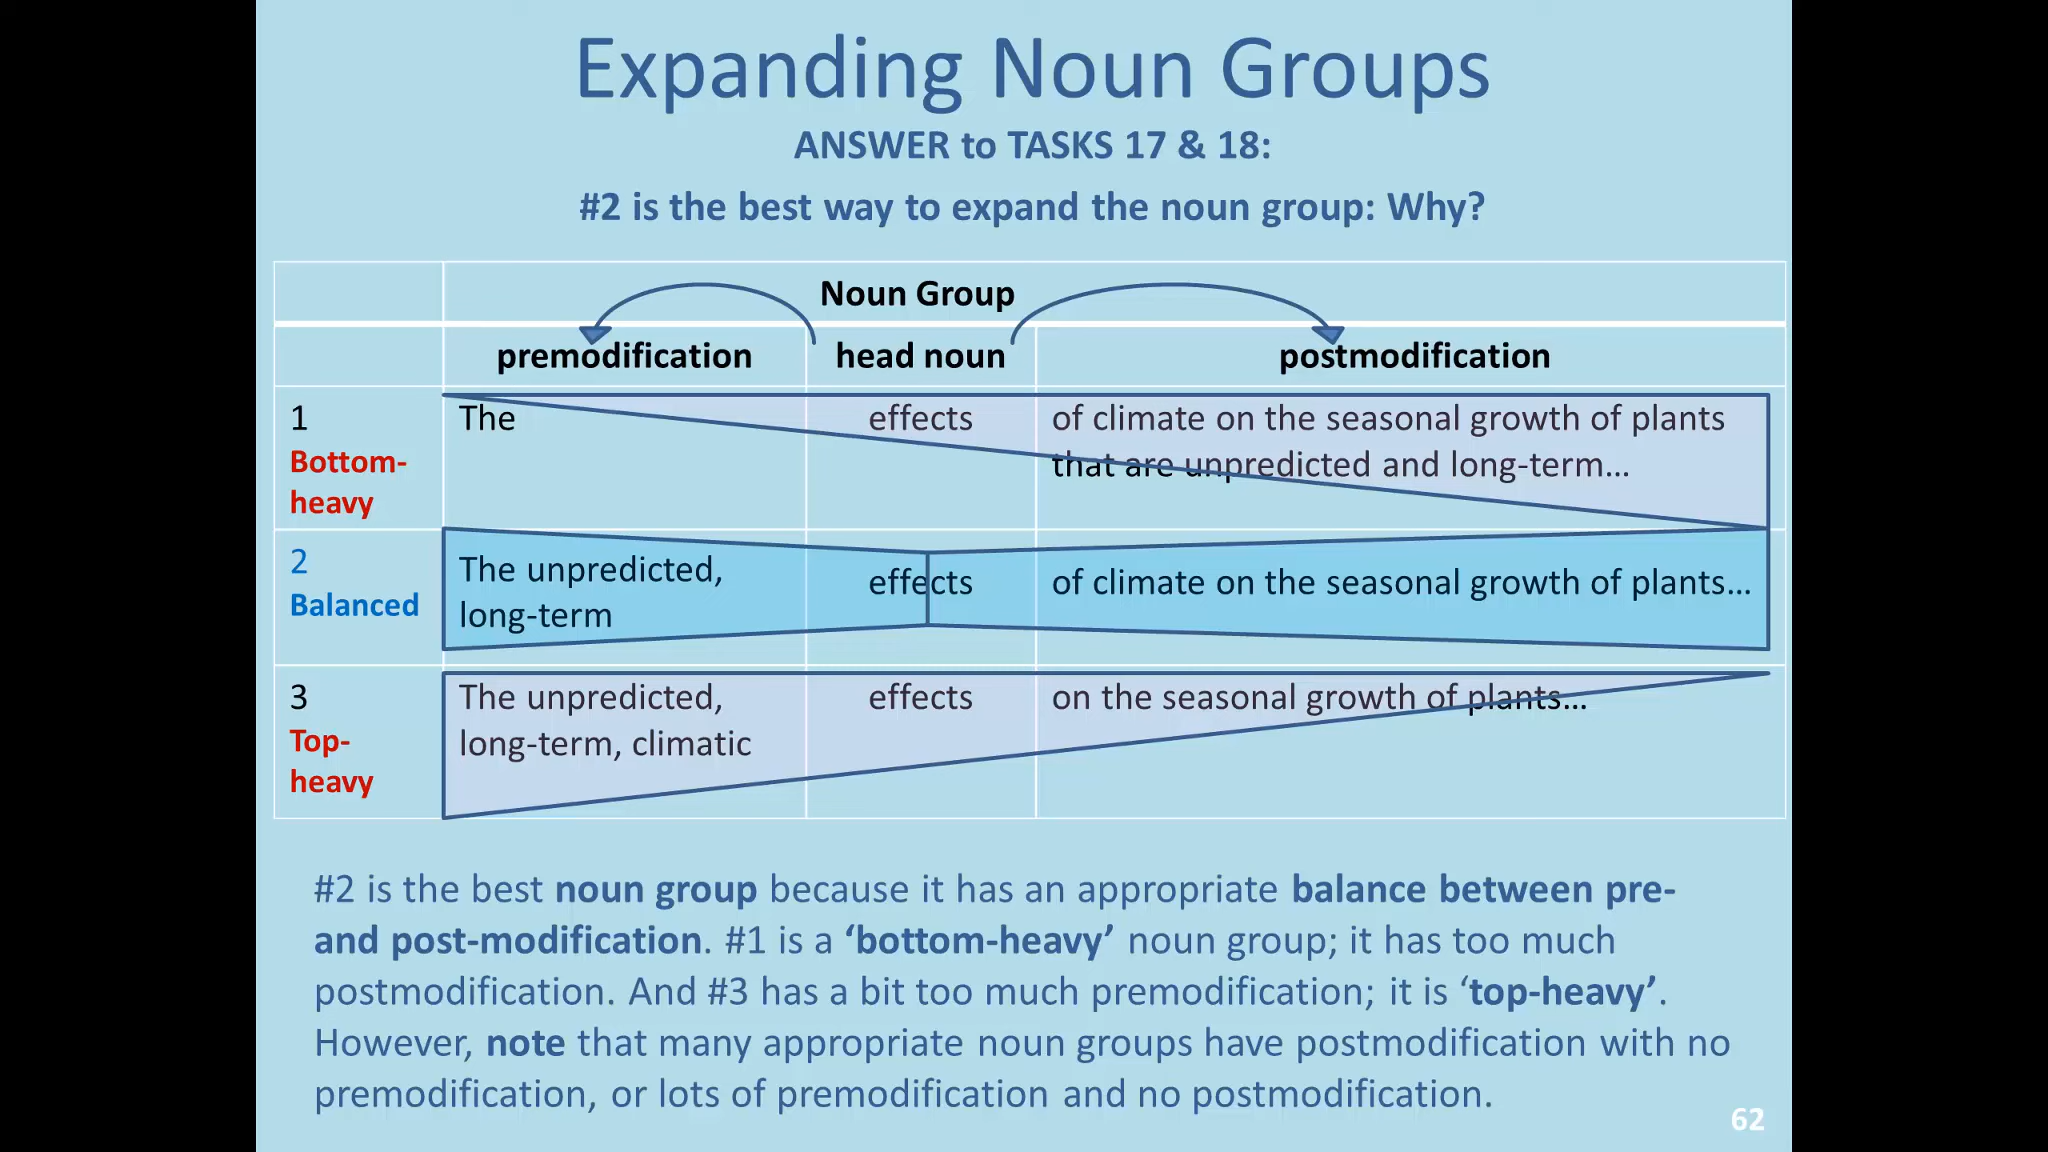 Expanding Noun Groups
ANSWER to TASKS 17 & 18:
#2 is the best way to expand the noun group: Why?
Noun Group
premodification head noun postmodification
1 The effects of climate on the seasonal growth of plants
Bottom- that are unpredicted and long-term…
heavy
2 The unpredicted, effects of climate on the seasonal growth of plants…
Balanced long-term
3 The unpredicted, effects on the seasonal growth of plants…
Top- long-term, climatic
heavy
#2 is the best noun group because it has an appropriate balance between pre-
and post-modification. #1 is a ‘bottom-heavy’ noun group; it has too much
postmodification. And #3 has a bit too much premodification; it is ‘top-heavy’.
However, note that many appropriate noun groups have postmodification with no
premodification, or lots of premodification and no postmodification.
62